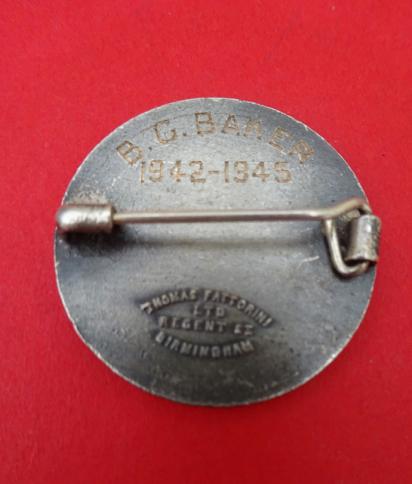 B. C. BAKER
1942-1945
THOMAS FATTORINI
LTD
REGENT ST
BIRMINGHAM